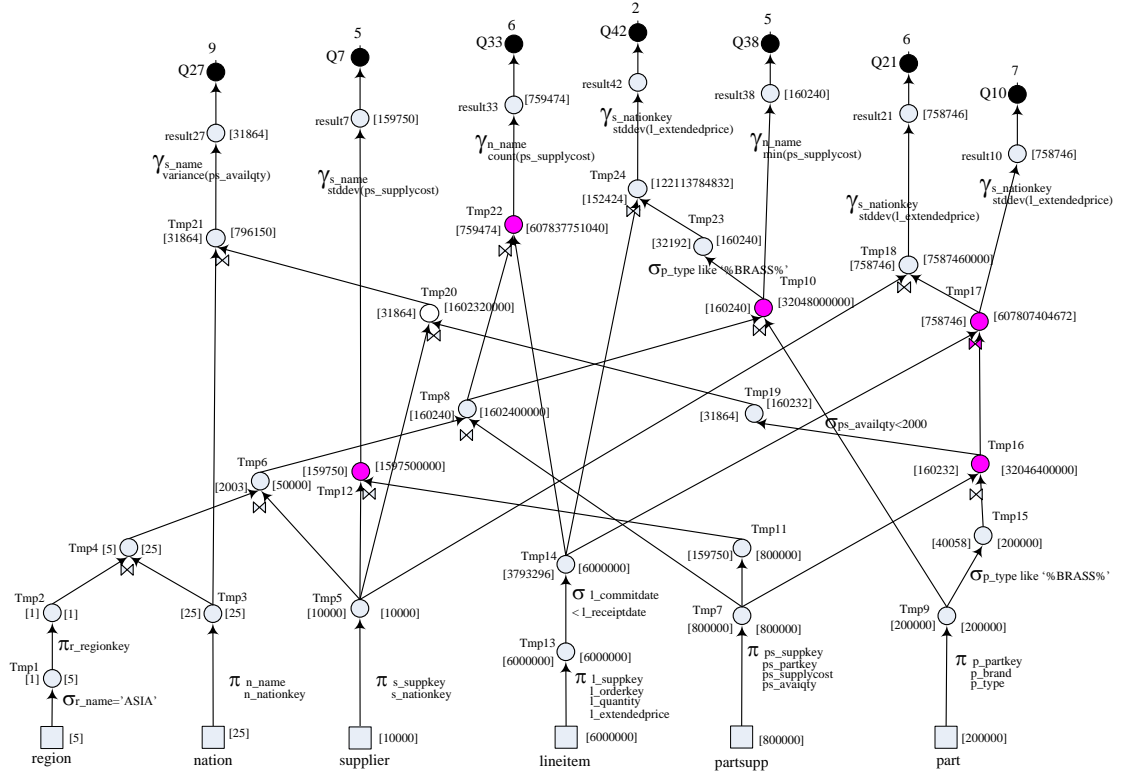 2
9 5 6 Q42 5
Q27 Q7 Q33 Q38 6
Q21 7
Q10
result42
result38 [160240]
result33 [759474]
result7 [159750]
result21 [758746]
result27 [31864]
result10 [758746]
γ s_nationkey
stddev(l_extendedprice)
γ n_name
count(ps_supplycost)
γ n_name
min(ps_supplycost)
γ s_name
variance(ps_availqty)
γ s_name
stddev(ps_supplycost)
γ s_nationkey
stddev(l_extendedprice)
γ s_nationkey
stddev(l_extendedprice)
Tmp24
[152424] [122113784832]
Tmp22
[759474] [607837751040]
Tmp23
[32192] [160240]
Tmp21
[31864] [796150]
σp_type like '%BRASS%'
Tmp18
[758746] [7587460000]
Tmp10
[160240] [32048000000]
Tmp17
[758746] [607807404672]
Tmp20
[31864] [1602320000]
Tmp8
[160240] [1602400000]
Tmp19
[31864] [160232]
σps_availqty<2000
Tmp6
[2003] [50000]
[159750] [1597500000]
Tmp12
Tmp16
[160232] [32046400000]
Tmp15
[40058] [200000]
Tmp4 [5] [25]
Tmp11
[159750] [800000]
Tmp14
[3793296] [6000000]
σp_type like '%BRASS%'
σ l_commitdate
< l_receiptdate
Tmp2
[1] [1]
Tmp3
[25] [25]
Tmp5
[10000] [10000]
Tmp7
[800000] [800000]
Tmp9
[200000] [200000]
πr_regionkey
Tmp13
[6000000] [6000000]
Tmp1
[1] [5]
σr_name='ASIA'
π n_name
n_nationkey
π s_suppkey
s_nationkey
π l_suppkey
l_orderkey
l_quantity
l_extendedprice
π ps_suppkey
ps_partkey
ps_supplycost
ps_avaiqty
π p_partkey
p_brand
p_type
[5] [25] [10000] [6000000] [800000] [200000]
region nation supplier lineitem partsupp part